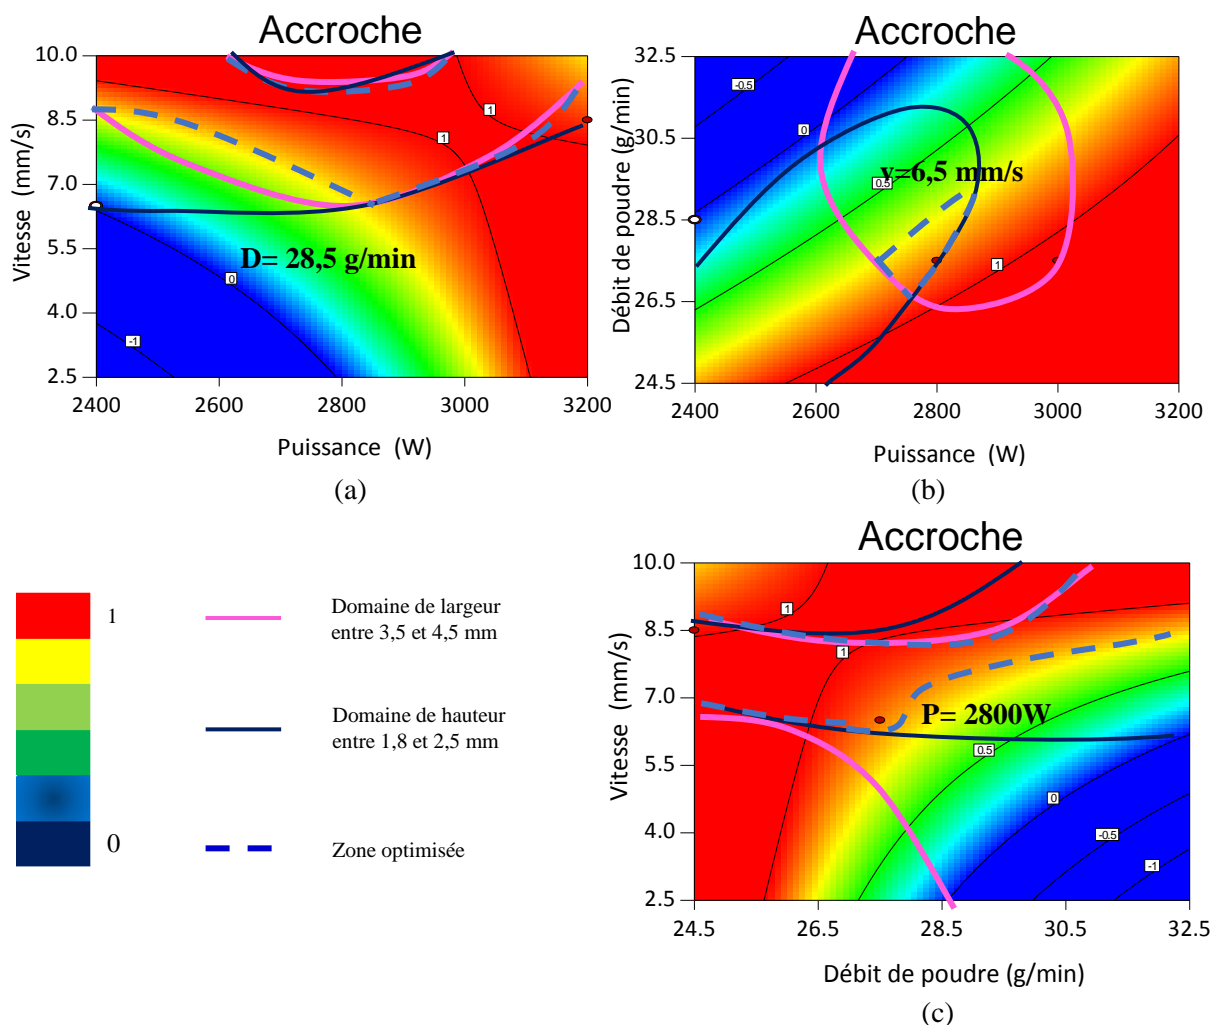 Accroche
10.0
8.5
7.0
5.5
4.0
2.5
Vitesse (mm/s)
1
1
0
-1
D= 28,5 g/min
2400
2600
2800
3000
3200
Puissance (W)
(a)
Accroche
32.5
30.5
28.5
26.5
24.5
Débit de poudre (g/min)
-0.5
0
0.5
1
v=6,5 mm/s
2400
2600
2800
3000
3200
Puissance (W)
(b)
1
0
Domaine de largeur
entre 3,5 et 4,5 mm
Domaine de hauteur
entre 1,8 et 2,5 mm
Zone optimisée
Accroche
10.0
8.5
7.0
5.5
4.0
2.5
Vitesse (mm/s)
1
1
P= 2800W
0.5
0
-0.5
-1
24.5
26.5
28.5
30.5
32.5
Débit de poudre (g/min)
(c)